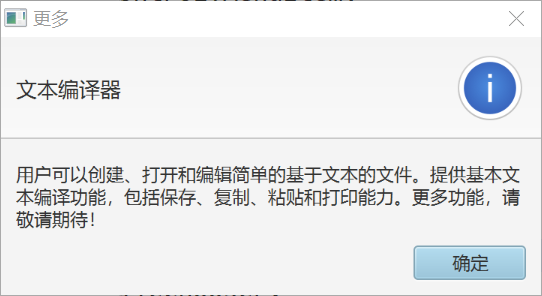 更多
文本编译器
用户可以创建、打开和编辑简单的基于文本的文件。提供基本文
本编译功能，包括保存、复制、粘贴和打印能力。更多功能，请
敬请期待！
确定